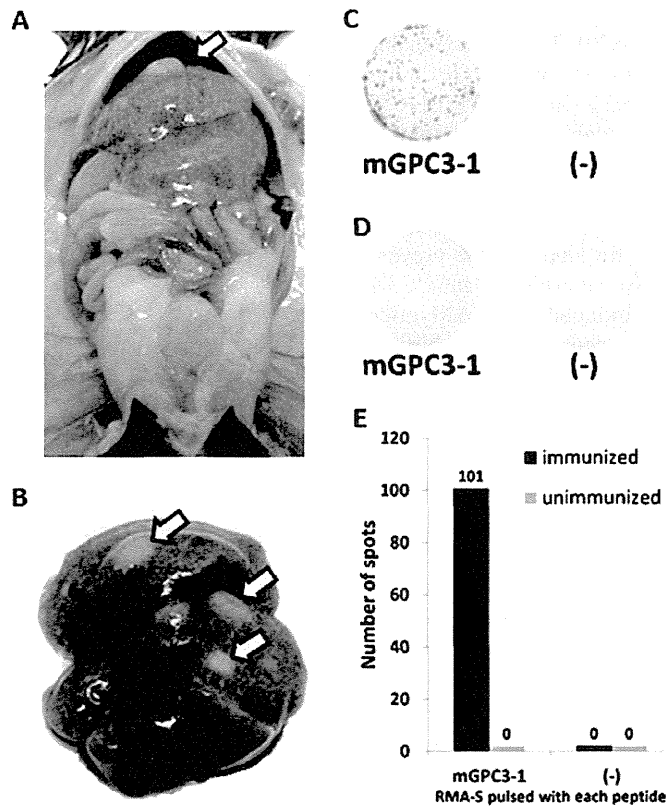 A
B
C
mGPC3-1 (-)
D
mGPC3-1 (-)
E
120
100
80
60
40
20
0
Number of spots
immunized
unimmunized
101
0
0 0
mGPC3-1 (-)
RMA-S pulsed with each peptide